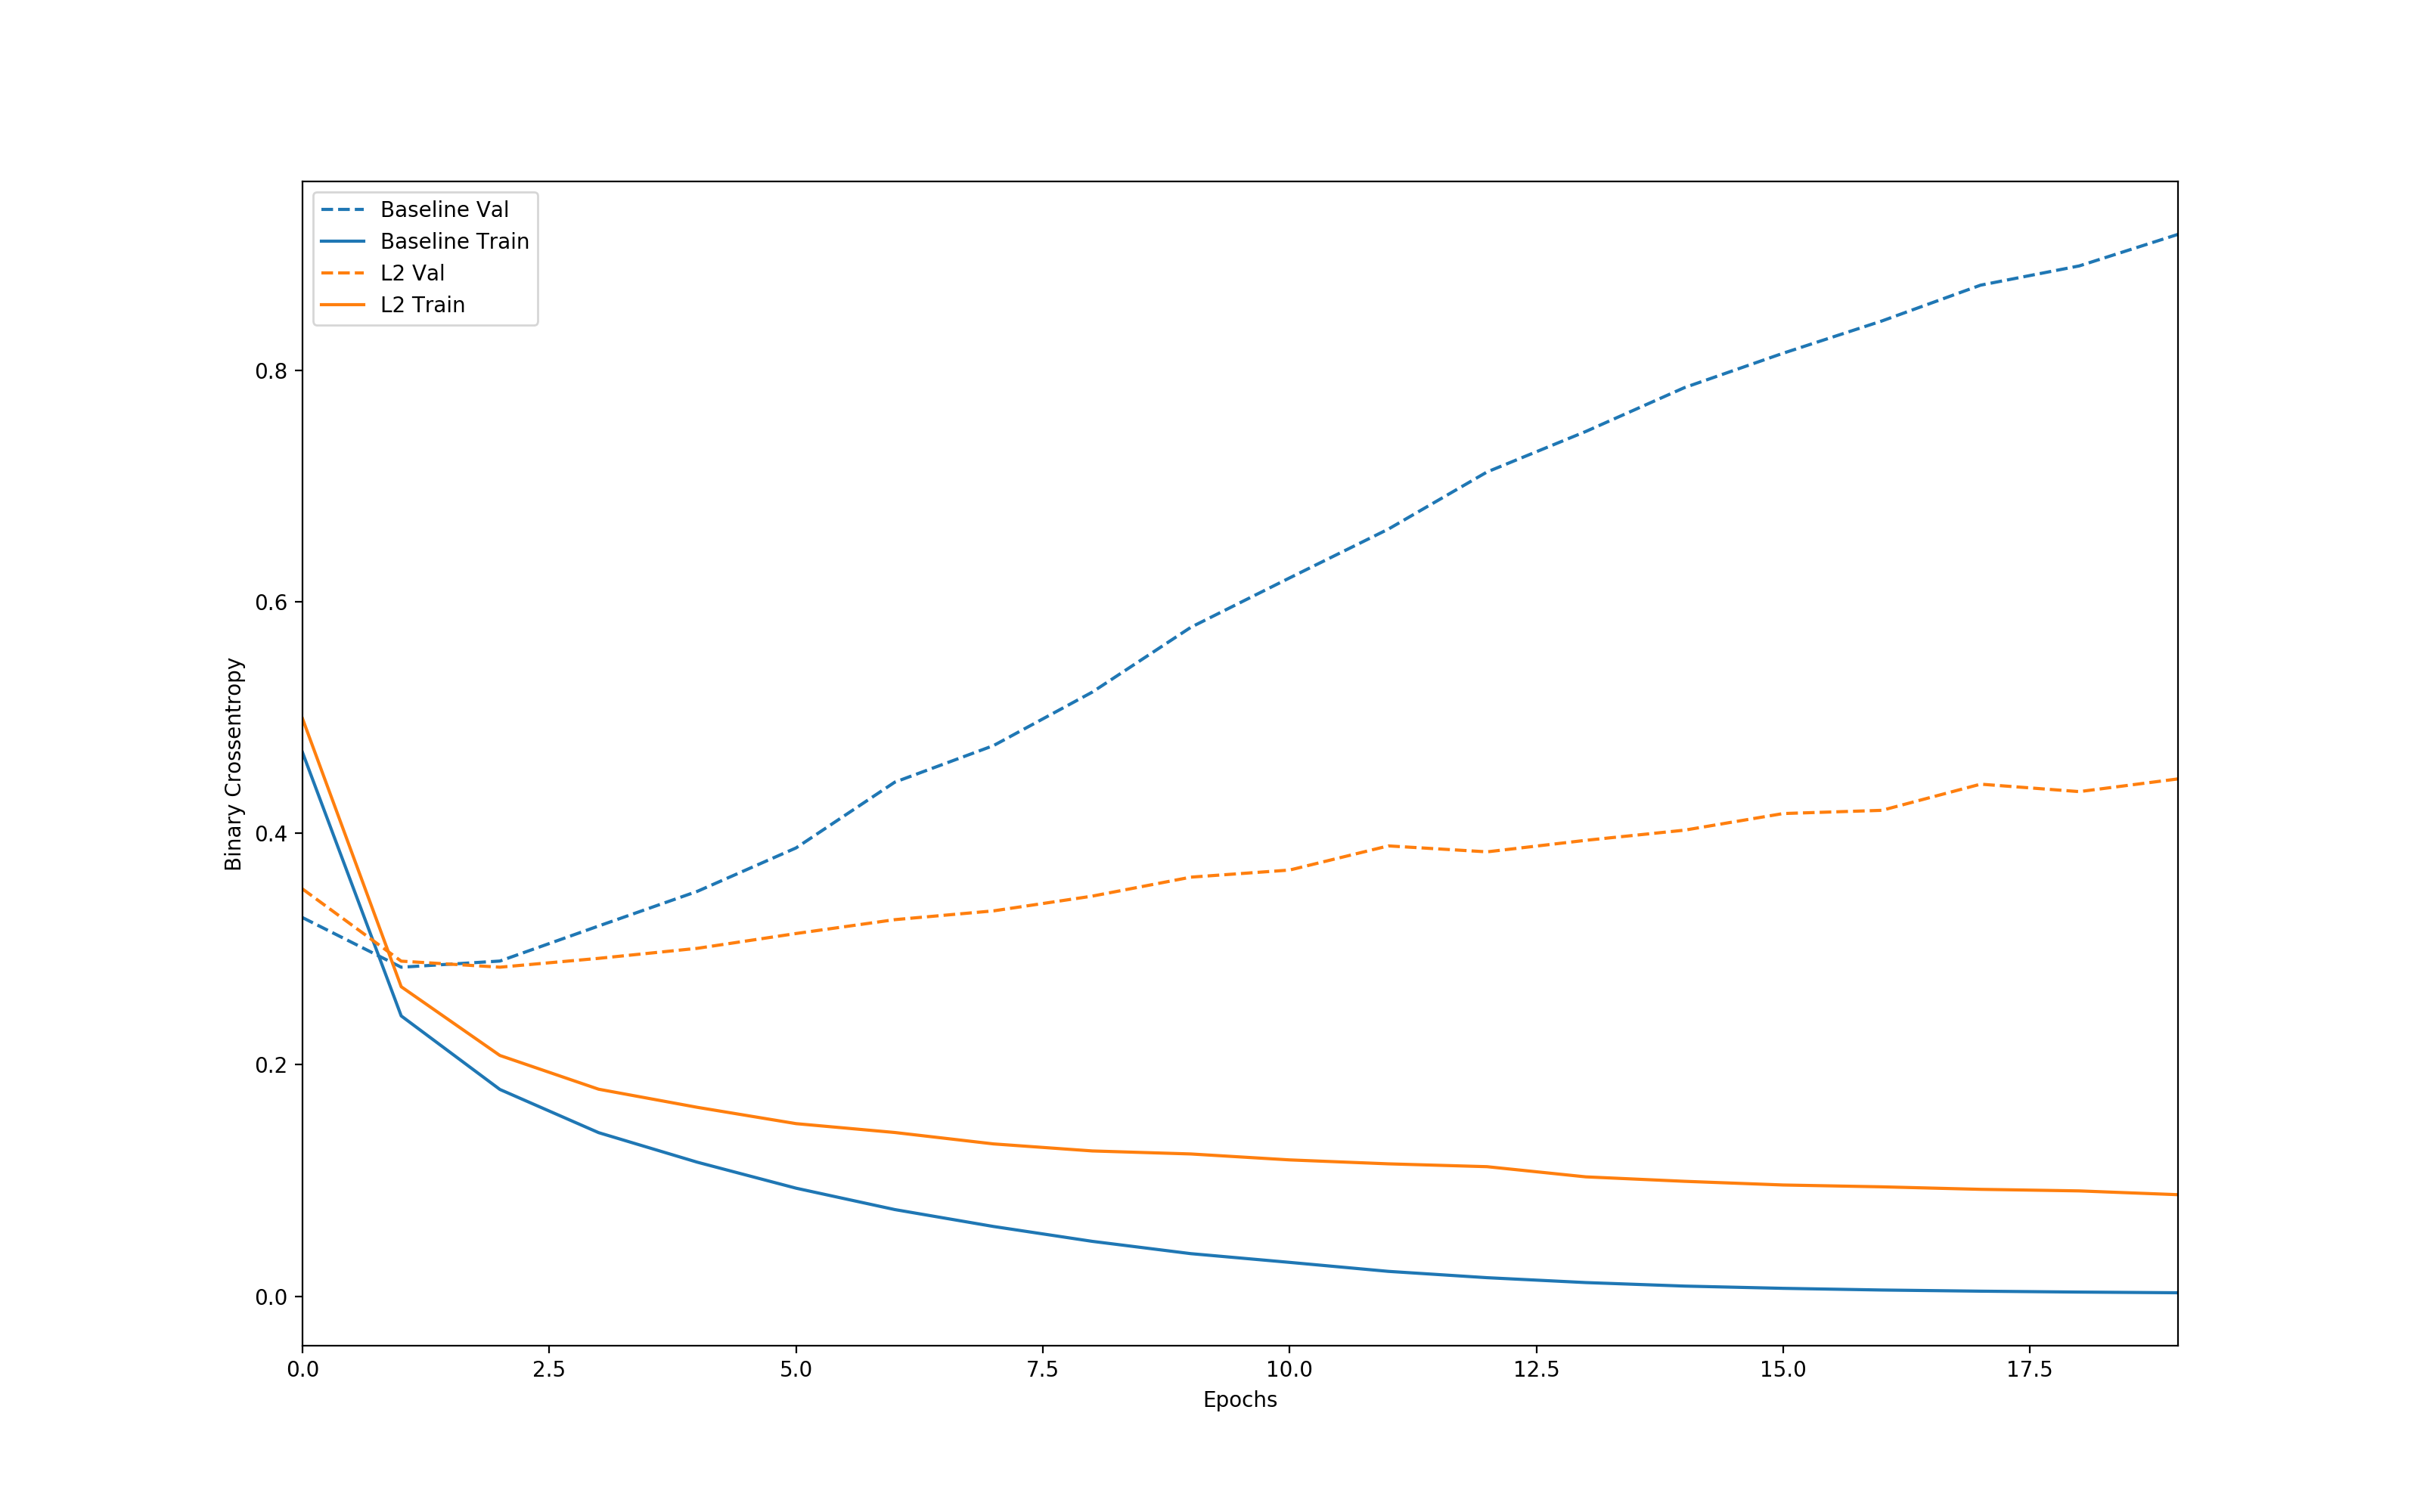 Baseline Val
Baseline Train
L2 Val
L2 Train
0.8
0.6
0.4
0.2
0.0
Binary Crossentropy
0.0 2.5 5.0 7.5 10.0 12.5 15.0 17.5
Epochs